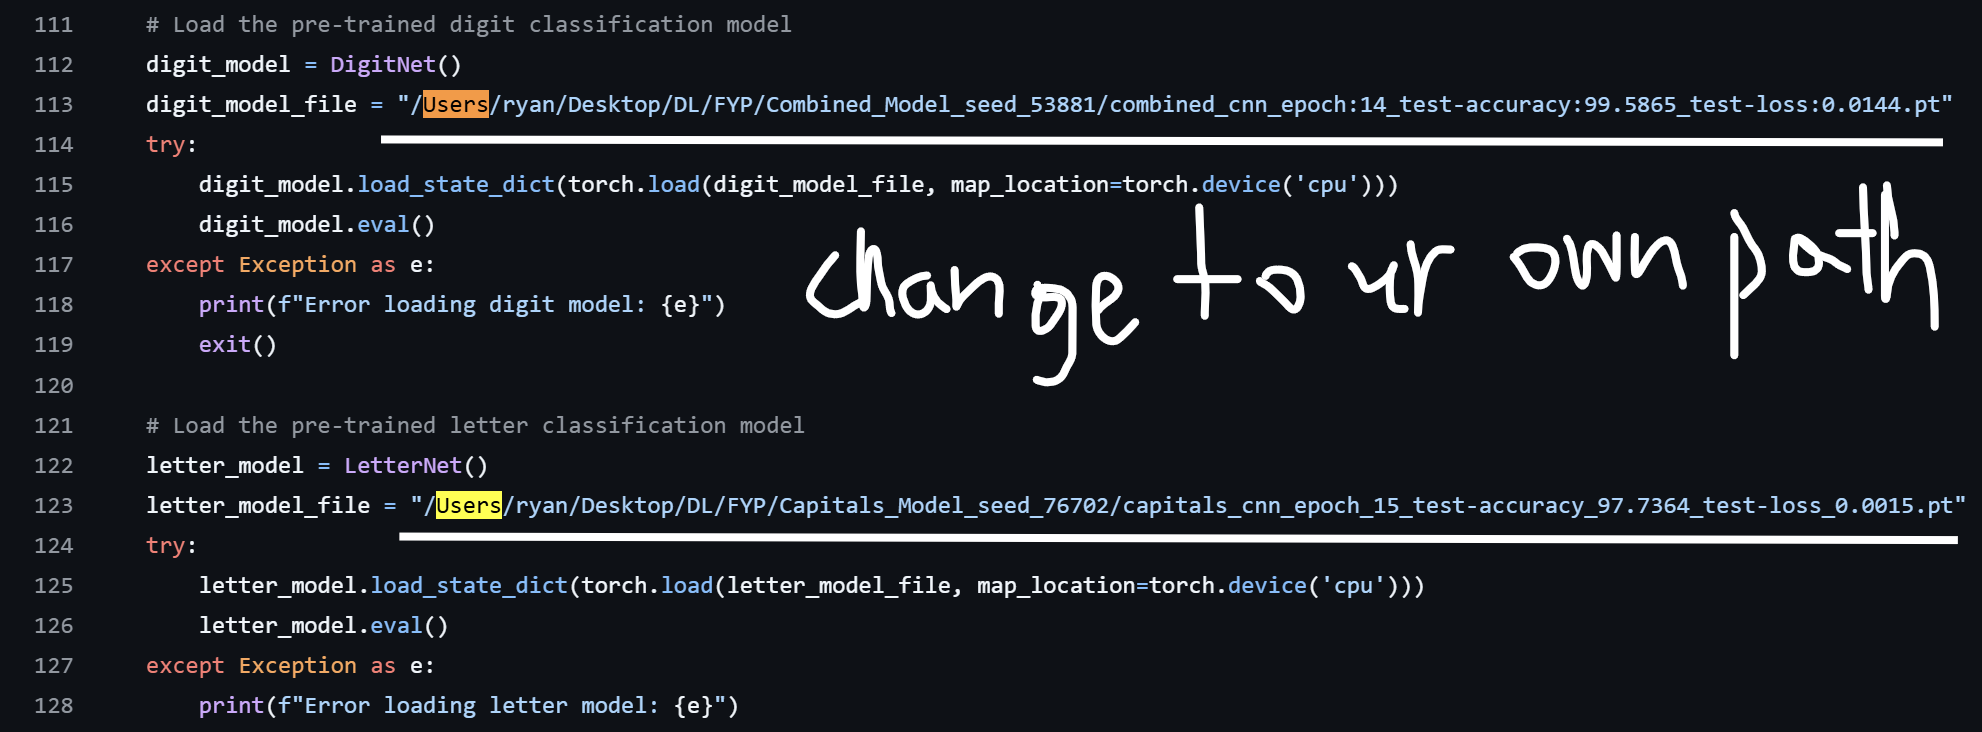 111 # Load the pre-trained digit classification model
112 digit_model = DigitNet()
113 digit_model_file = "/Users/ryan/Desktop/DL/FYP/Combined_Model_seed_53881/combined_cnn_epoch:14_test-accuracy:99.5865_test-loss:0.0144.pt"
114 try:
115 digit_model.load_state_dict(torch.load(digit_model_file, map_location=torch.device('cpu')))
116 digit_model.eval()
117 except Exception as e:
change to ur own path
118 print(f"Error loading digit model: {e}")
119 exit()
120
121 # Load the pre-trained letter classification model
122 letter_model = LetterNet()
123 letter_model_file = "/Users/ryan/Desktop/DL/FYP/Capitals_Model_seed_76702/capitals_cnn_epoch_15_test-accuracy_97.7364_test-loss_0.0015.pt"
124 try:
125 letter_model.load_state_dict(torch.load(letter_model_file, map_location=torch.device('cpu')))
126 letter_model.eval()
127 except Exception as e:
128 print(f"Error loading letter model: {e}")